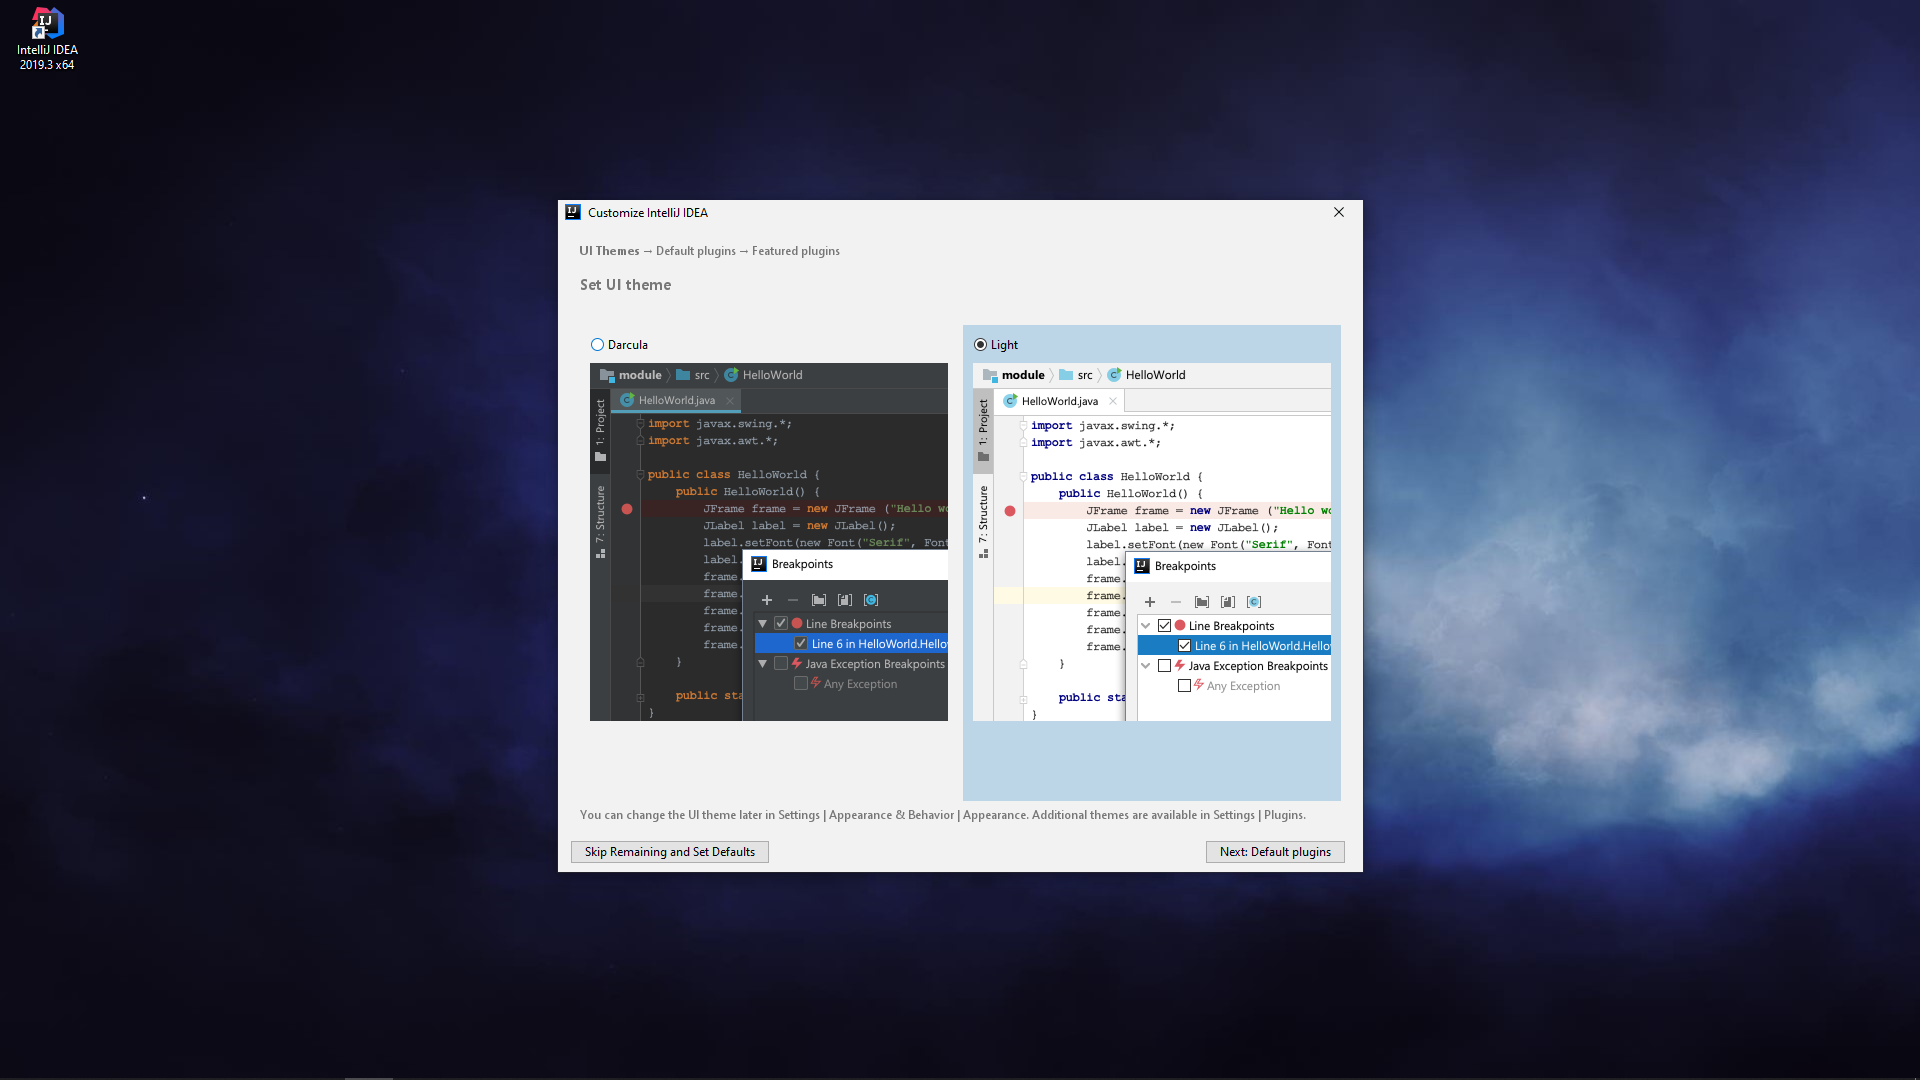 IntelliJ IDEA
2019.3 x64
Customize IntelliJ IDEA
UI Themes → Default plugins → Featured plugins
Set UI theme
Darcula
module
src
HelloWorld
HelloWorld.java
1: Project
7: Structure
import javax.swing.*;
import javax.awt.*;
public class HelloWorld {
public HelloWorld() {
JFrame frame = new JFrame ("Hello wo
JLabel label = new JLabel();
label.setFont(new Font("Serif", Font
label.
frame.
frame.
frame.
frame.
frame.
}
public sta
}
Breakpoints
Line Breakpoints
Line 6 in HelloWorld.Hello
Java Exception Breakpoints
Any Exception
Light
module
src
HelloWorld
HelloWorld.java
1: Project
7: Structure
import javax.swing.*;
import javax.awt.*;
public class HelloWorld {
public HelloWorld() {
JFrame frame = new JFrame ("Hello wo
JLabel label = new JLabel();
label.setFont(new Font("Serif", Font
label.
frame.
frame.
frame.
frame.
frame.
}
public sta
}
Breakpoints
Line Breakpoints
Line 6 in HelloWorld.Hello
Java Exception Breakpoints
Any Exception
You can change the UI theme later in Settings | Appearance & Behavior | Appearance. Additional themes are available in Settings | Plugins.
Skip Remaining and Set Defaults
Next: Default plugins